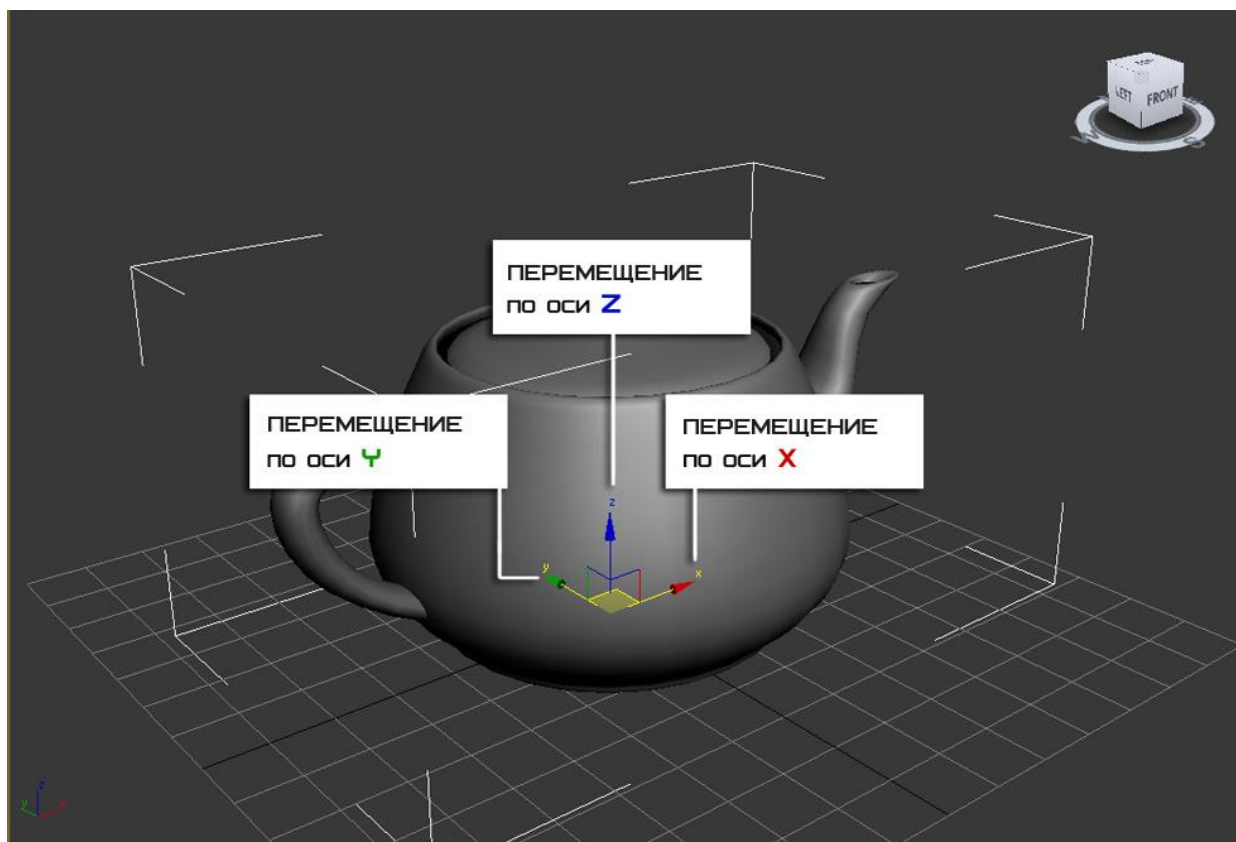 ПЕРЕМЕЩЕНИЕ
ПО ОСИ Z
ПЕРЕМЕЩЕНИЕ
ПО ОСИ Y
ПЕРЕМЕЩЕНИЕ
ПО ОСИ X
LEFT
FRONT
W
S
z
y
x
z
y
x